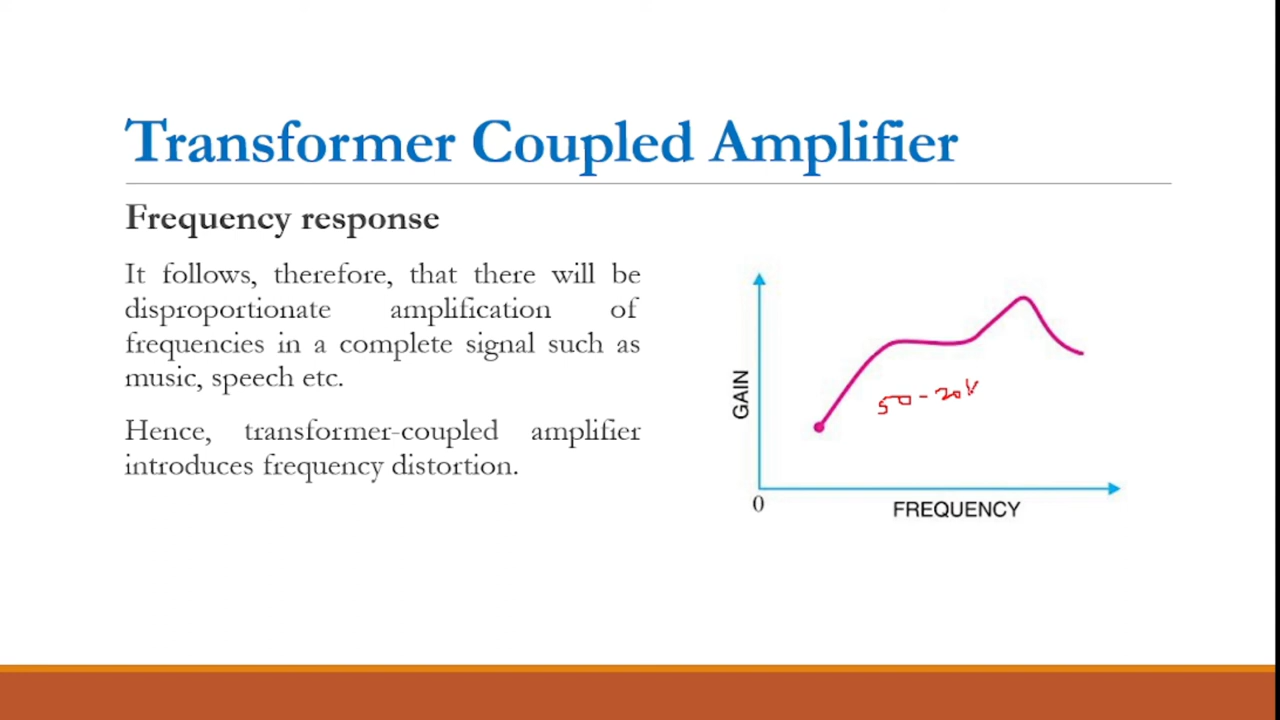 Transformer Coupled Amplifier
Frequency response
It follows, therefore, that there will be
disproportionate amplification of
frequencies in a complete signal such as
music, speech etc.
Hence, transformer-coupled amplifier
introduces frequency distortion.
GAIN
50 - 20K
0
FREQUENCY